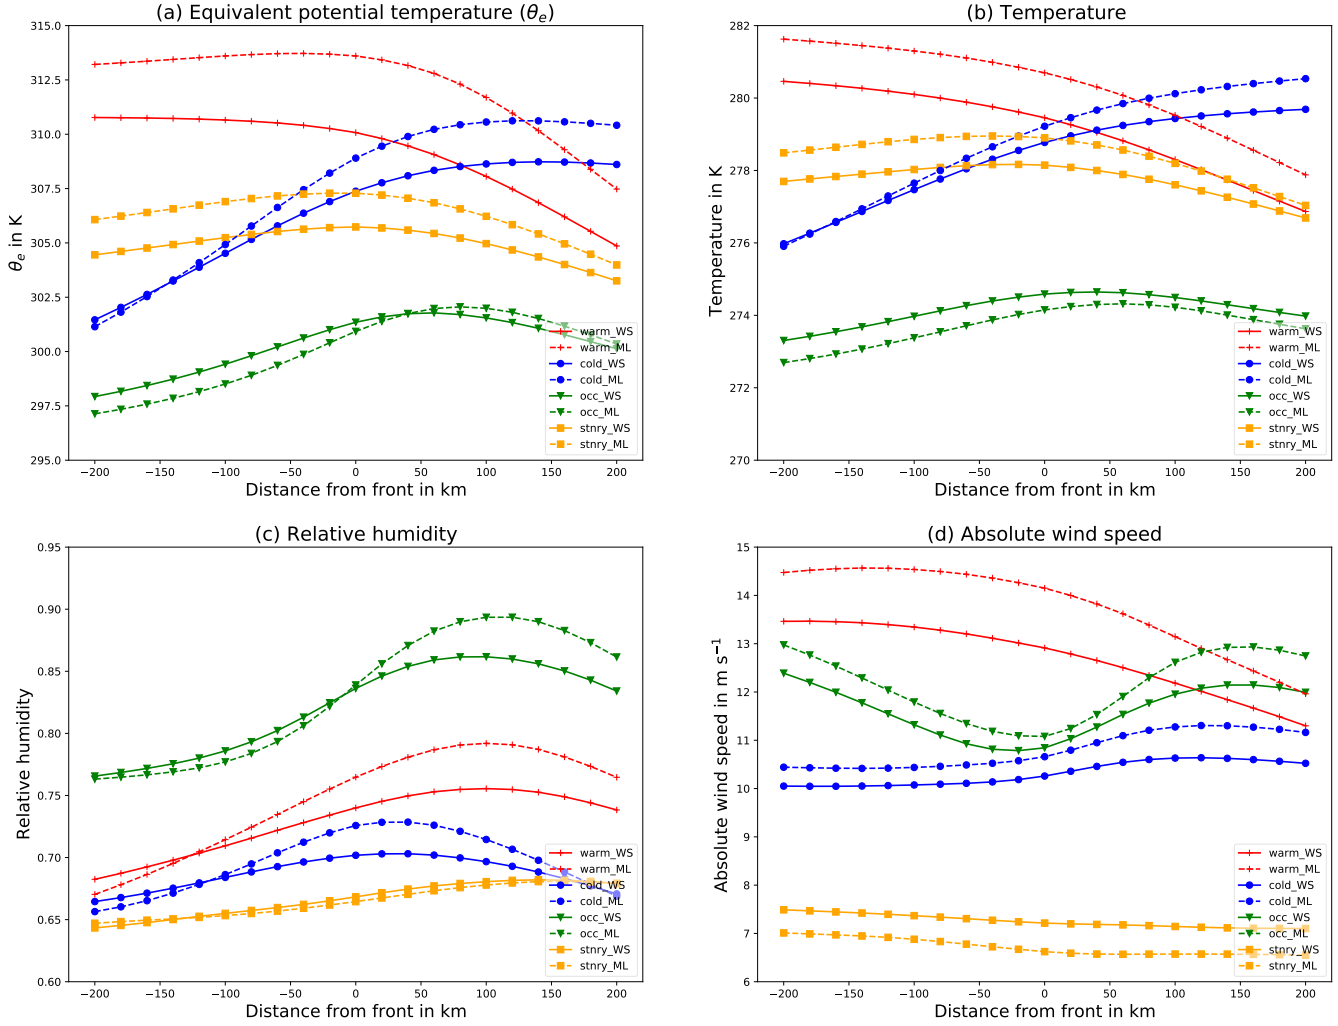 (a) Equivalent potential temperature (θe)
315.0
312.5
310.0
307.5
305.0
302.5
300.0
297.5
295.0
θe in K
−200
−150
−100
−50
0
50
100
150
200
Distance from front in km
warm_WS
warm_ML
cold_WS
cold_ML
occ_WS
occ_ML
stnry_WS
stnry_ML
(b) Temperature
282
280
278
276
274
272
270
Temperature in K
−200
−150
−100
−50
0
50
100
150
200
Distance from front in km
warm_WS
warm_ML
cold_WS
cold_ML
occ_WS
occ_ML
stnry_WS
stnry_ML
(c) Relative humidity
0.95
0.90
0.85
0.80
0.75
0.70
0.65
0.60
Relative humidity
−200
−150
−100
−50
0
50
100
150
200
Distance from front in km
warm_WS
warm_ML
cold_WS
cold_ML
occ_WS
occ_ML
stnry_WS
stnry_ML
(d) Absolute wind speed
15
14
13
12
11
10
9
8
7
6
Absolute wind speed in m s⁻¹
−200
−150
−100
−50
0
50
100
150
200
Distance from front in km
warm_WS
warm_ML
cold_WS
cold_ML
occ_WS
occ_ML
stnry_WS
stnry_ML